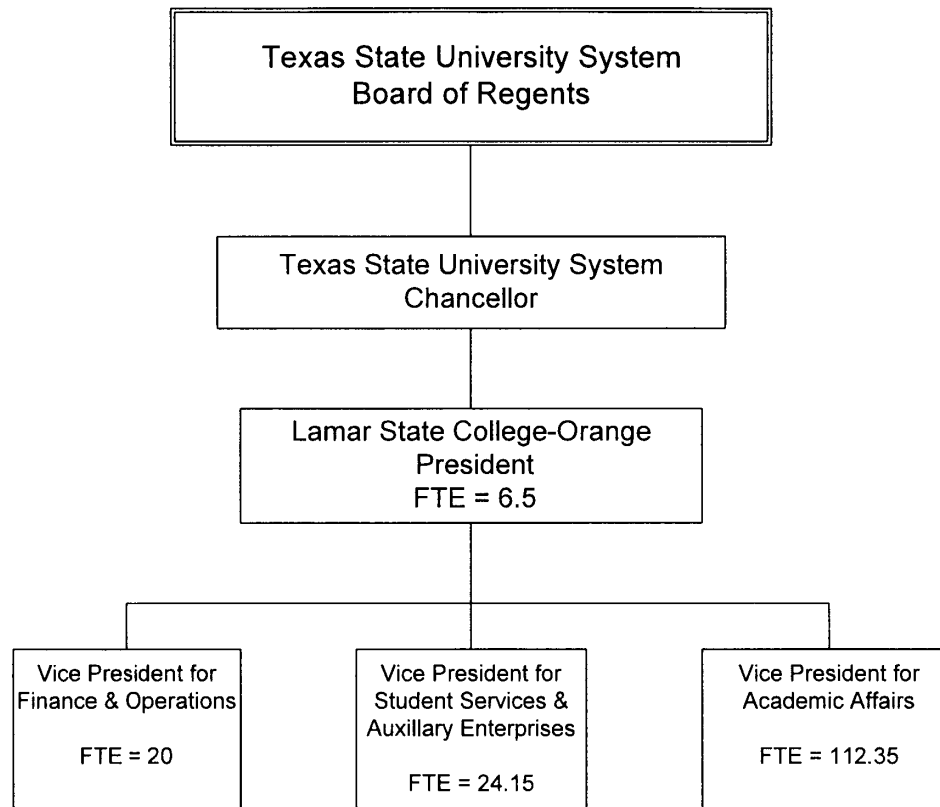 Texas State University System
Board of Regents
Texas State University System
Chancellor
Lamar State College-Orange
President
FTE = 6.5
Vice President for
Finance & Operations
FTE = 20
Vice President for
Student Services &
Auxillary Enterprises
FTE = 24.15
Vice President for
Academic Affairs
FTE = 112.35